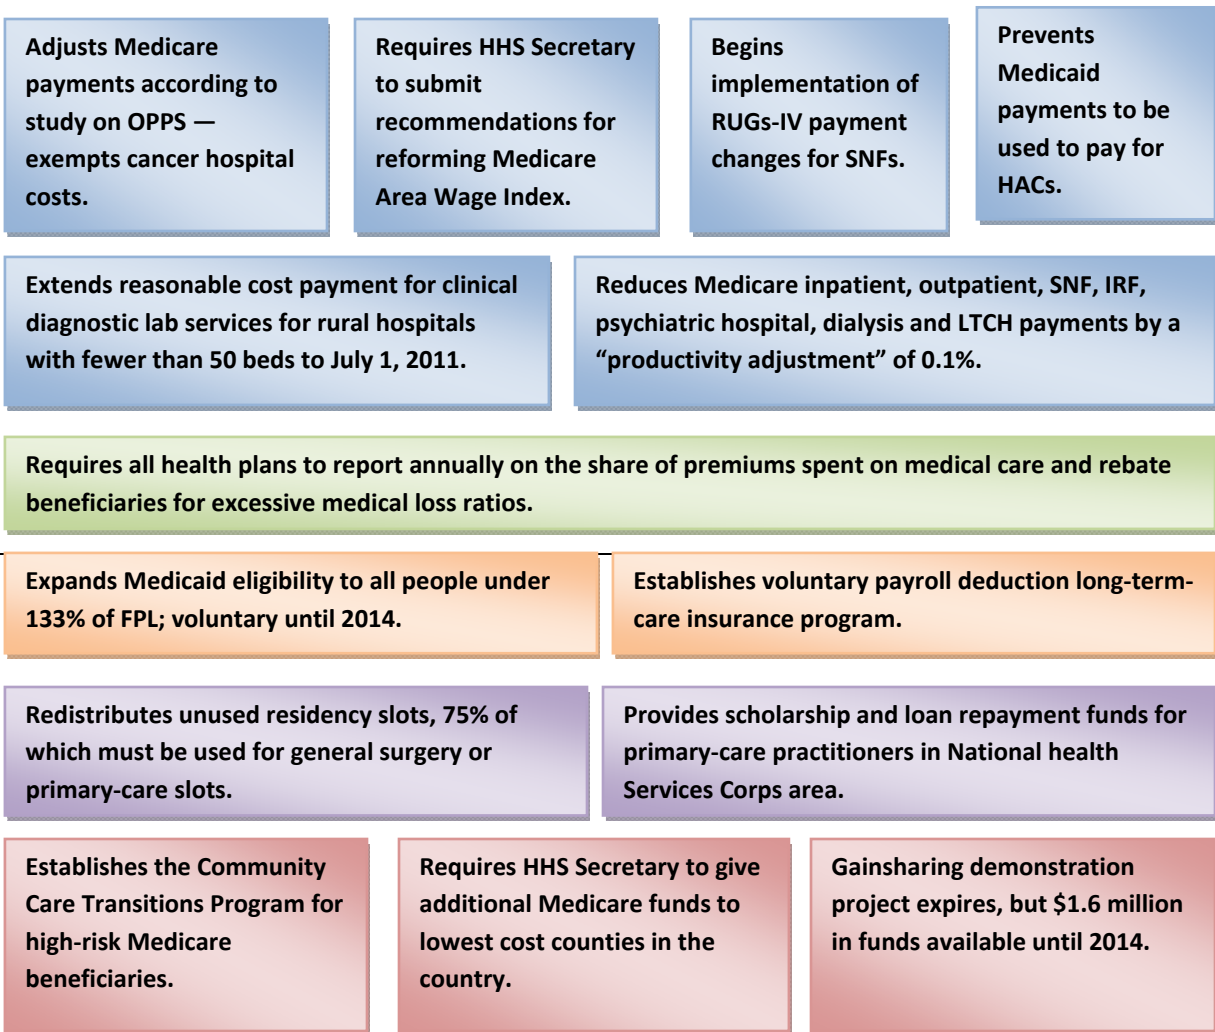 Adjusts Medicare
payments according to
study on OPPS —
exempts cancer hospital
costs.
Requires HHS Secretary
to submit
recommendations for
reforming Medicare
Area Wage Index.
Begins
implementation of
RUGs-IV payment
changes for SNFs.
Prevents
Medicaid
payments to be
used to pay for
HACs.
Extends reasonable cost payment for clinical
diagnostic lab services for rural hospitals
with fewer than 50 beds to July 1, 2011.
Reduces Medicare inpatient, outpatient, SNF, IRF,
psychiatric hospital, dialysis and LTCH payments by a
“productivity adjustment” of 0.1%.
Requires all health plans to report annually on the share of premiums spent on medical care and rebate
beneficiaries for excessive medical loss ratios.
Expands Medicaid eligibility to all people under
133% of FPL; voluntary until 2014.
Establishes voluntary payroll deduction long-term-
care insurance program.
Redistributes unused residency slots, 75% of
which must be used for general surgery or
primary-care slots.
Provides scholarship and loan repayment funds for
primary-care practitioners in National health
Services Corps area.
Establishes the Community
Care Transitions Program for
high-risk Medicare
beneficiaries.
Requires HHS Secretary to give
additional Medicare funds to
lowest cost counties in the
country.
Gainsharing demonstration
project expires, but $1.6 million
in funds available until 2014.